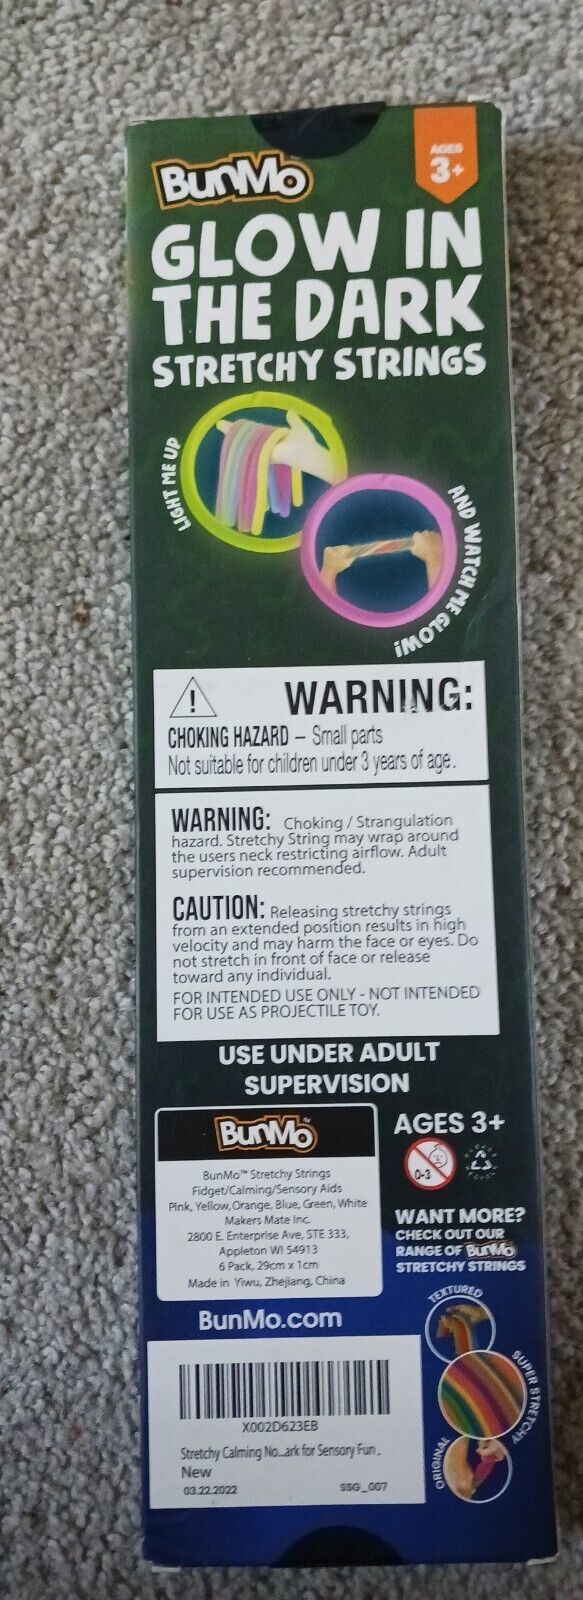 BunMo
AGES
3+
GLOW IN
THE DARK
STRETCHY STRINGS
LIGHT ME UP
AND WATCH ME GLOW!
WARNING:
CHOKING HAZARD – Small parts
Not suitable for children under 3 years of age.
WARNING: Choking / Strangulation
hazard. Stretchy String may wrap around
the users neck restricting airflow. Adult
supervision recommended.
CAUTION: Releasing stretchy strings
from an extended position results in high
velocity and may harm the face or eyes. Do
not stretch in front of face or release
toward any individual.
FOR INTENDED USE ONLY - NOT INTENDED
FOR USE AS PROJECTILE TOY.
USE UNDER ADULT
SUPERVISION
BunMo™
BunMo™ Stretchy Strings
Fidget/Calming/Sensory Aids
Pink, Yellow, Orange, Blue, Green, White
Makers Mate Inc.
2800 E. Enterprise Ave, STE 333,
Appleton WI 54913
6 Pack, 29cm x 1cm
Made in Yiwu, Zhejiang, China
AGES 3+
0-3
WANT MORE?
CHECK OUT OUR
RANGE OF BunMo
STRETCHY STRINGS
BunMo.com
TEXTURED
SUPER STRETCHY
ORIGINAL
X002D623EB
Stretchy Calming No...ark for Sensory Fun .
New
03.22.2022 SSG_007